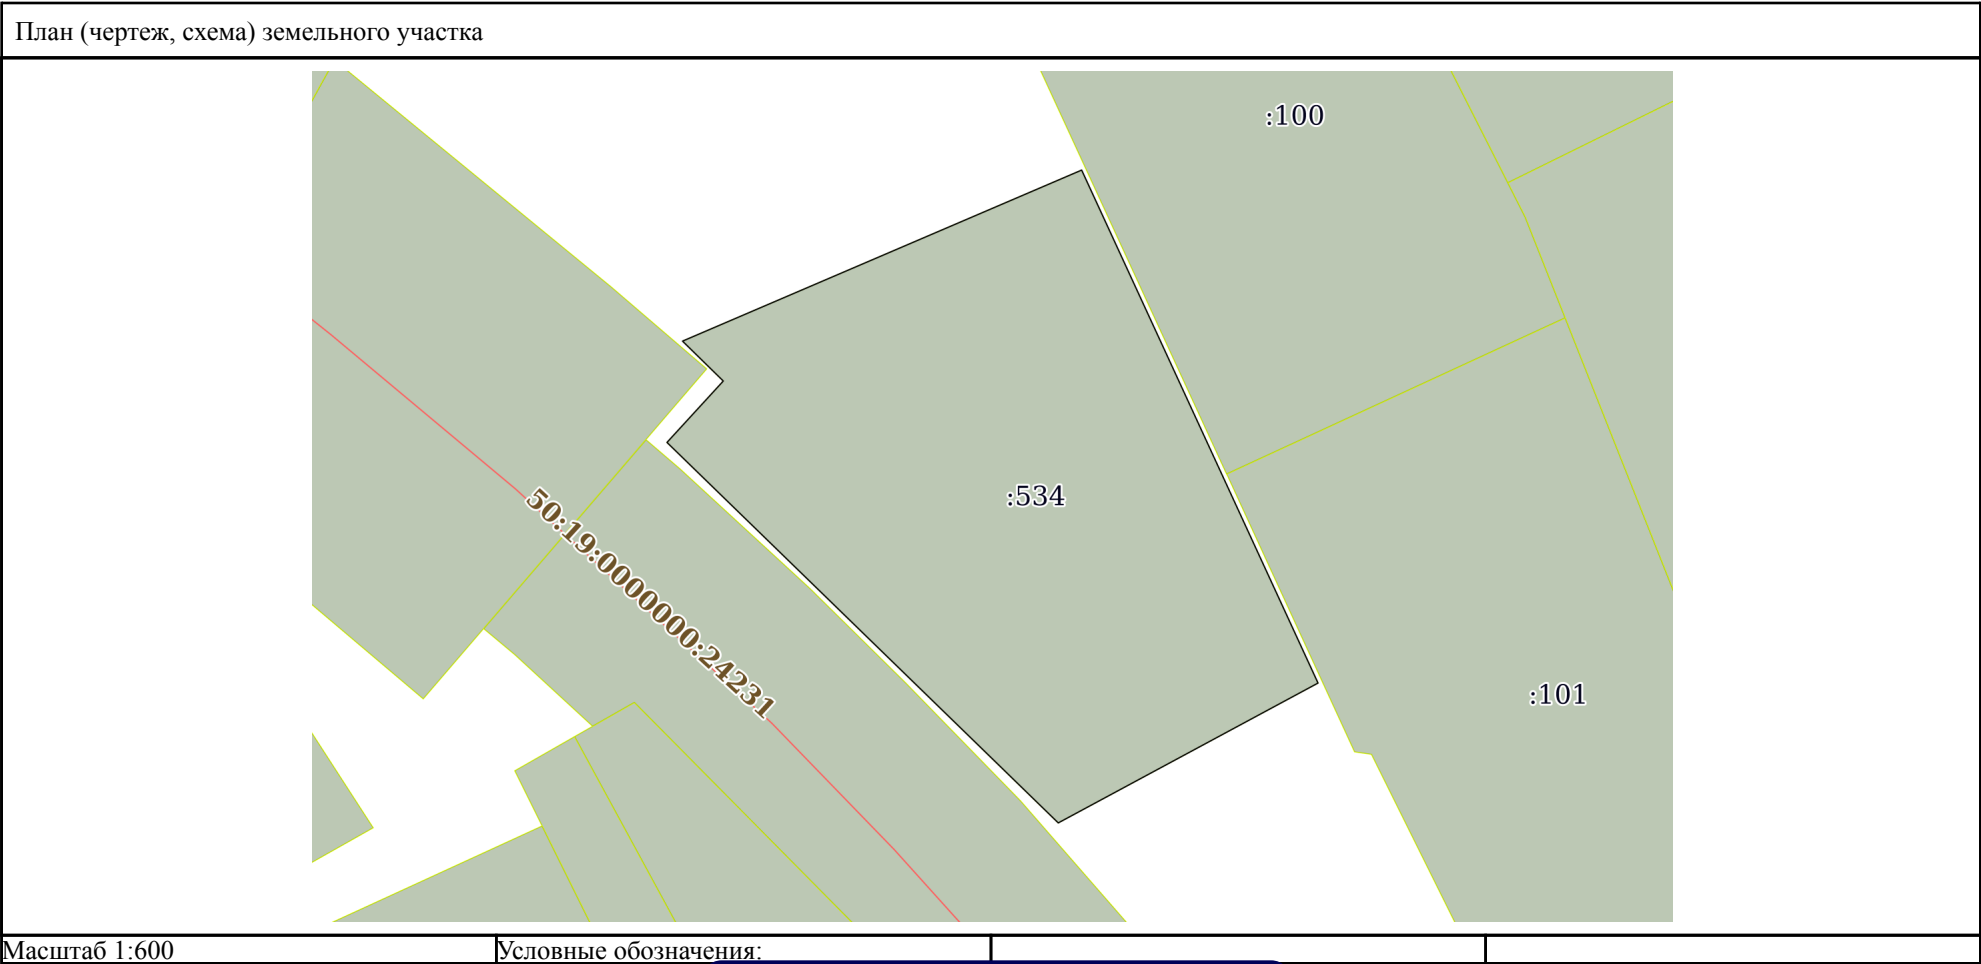 План (чертеж, схема) земельного участка
:100
:534
50:19:0000000:24231
:101
Масштаб 1:600
Условные обозначения: